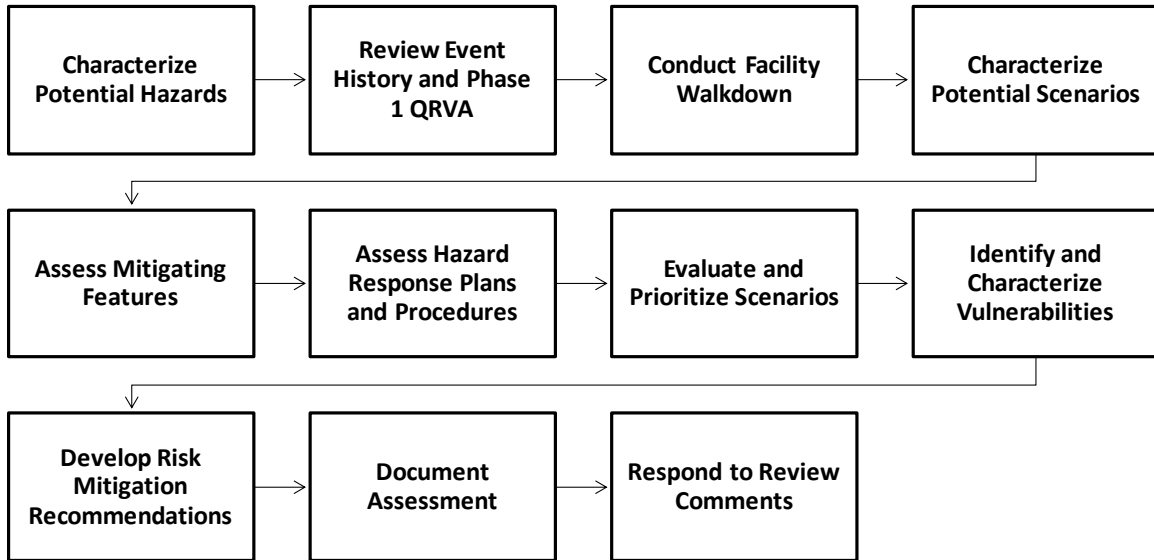 Characterize
Potential Hazards
Review Event
History and Phase
1 QRVA
Conduct Facility
Walkdown
Characterize
Potential Scenarios
Assess Mitigating
Features
Assess Hazard
Response Plans
and Procedures
Evaluate and
Prioritize Scenarios
Identify and
Characterize
Vulnerabilities
Develop Risk
Mitigation
Recommendations
Document
Assessment
Respond to Review
Comments